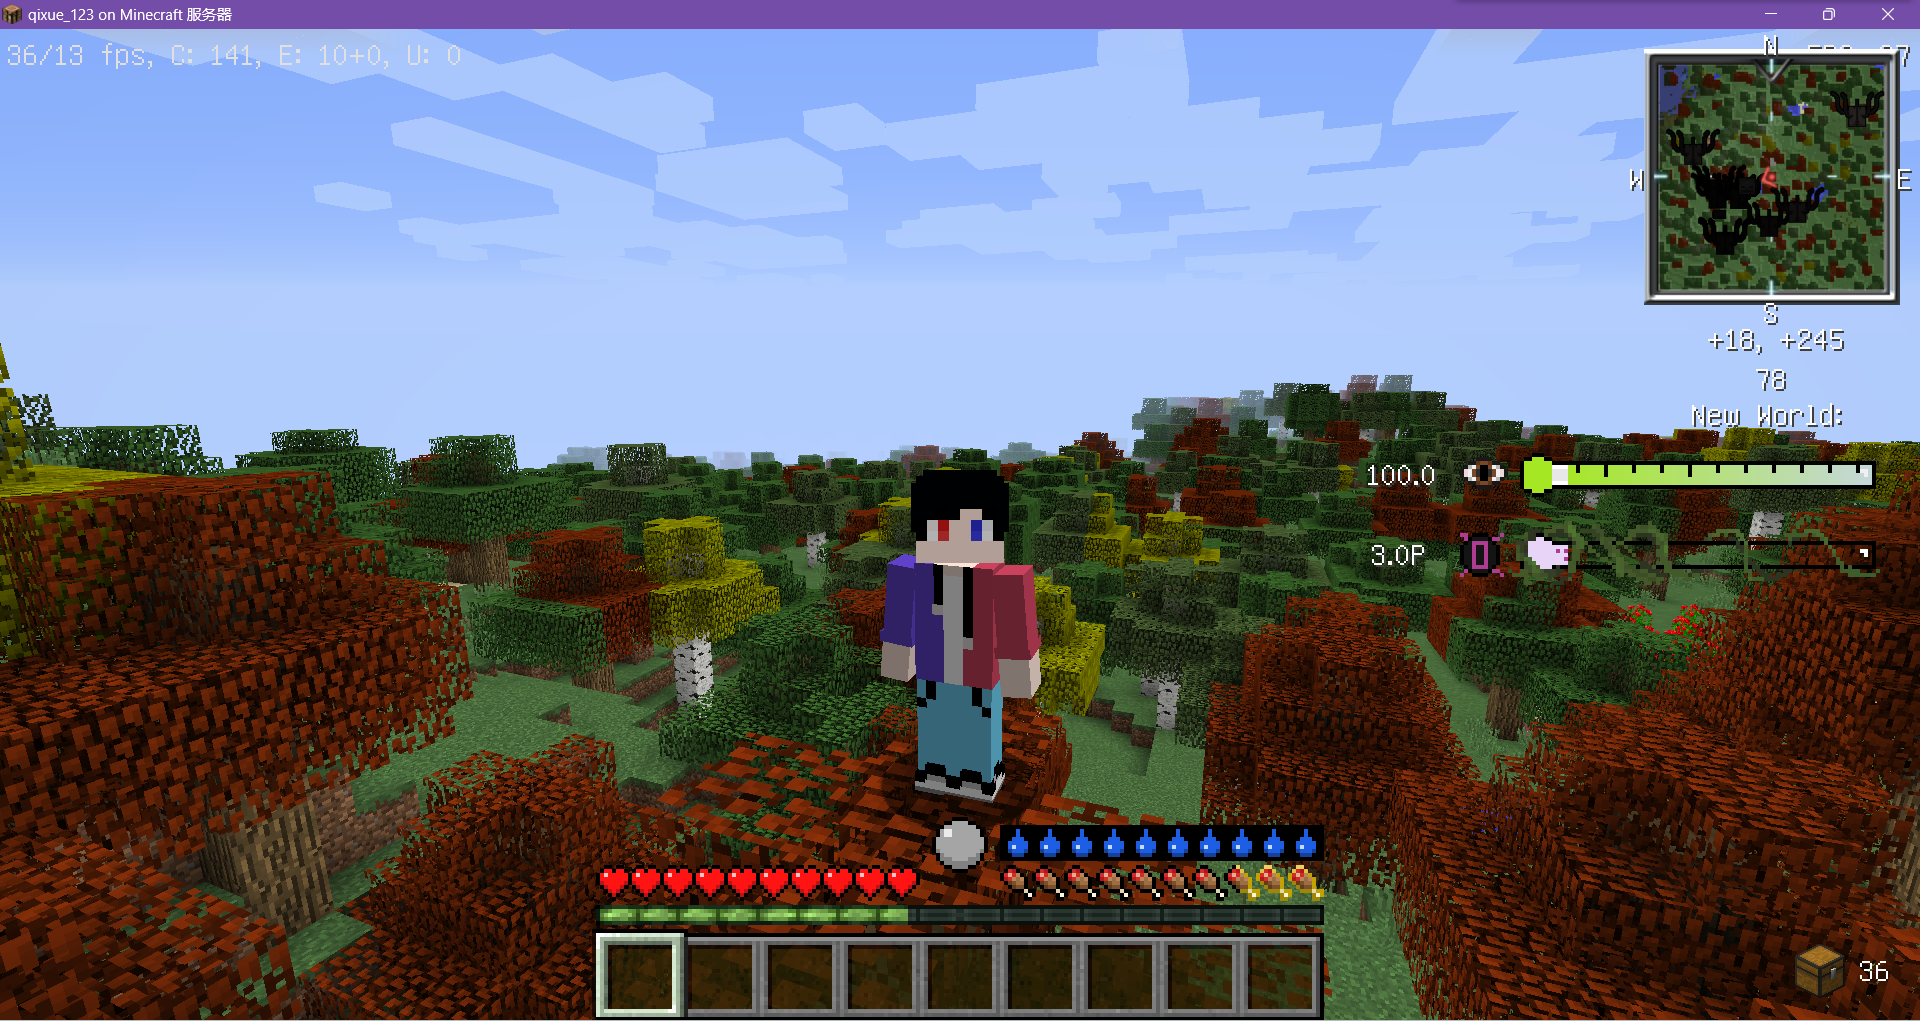 qixue_123 on Minecraft 服务器
36/13 fps, C: 141, E: 10+0, U: 0
N
W
E
S
+18, +245
78
New World:
100.0
3.0P
36